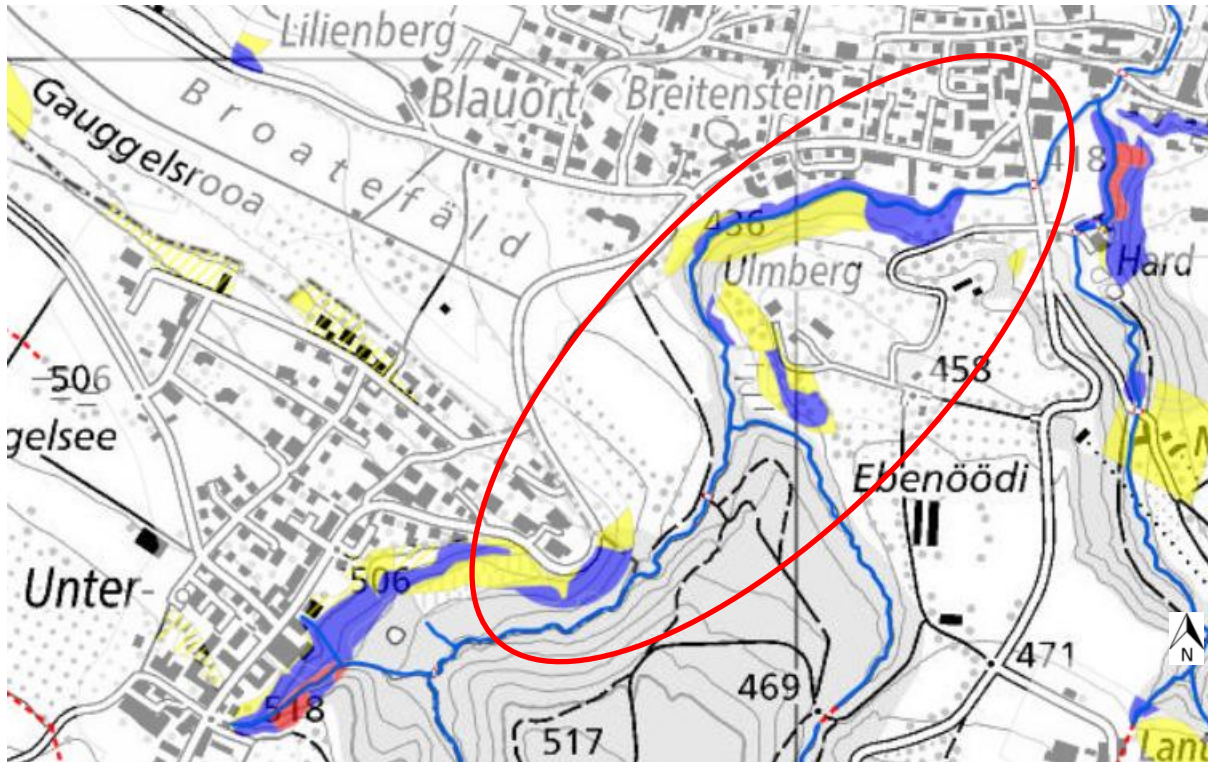 Lilienberg
Blauort
Breitenstein
Gauggelsrooa
Broatefäld
418
436
Ulmberg
Hard
506
458
gelsee
Ebenöödi
Unter-
506
471
469
518
517
N